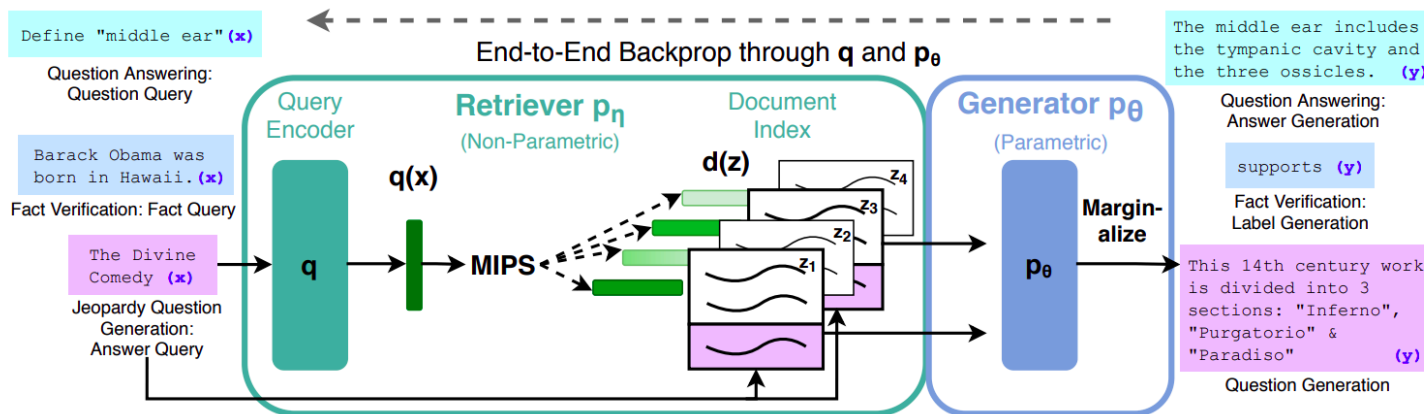 Define "middle ear"(x)
Question Answering:
Question Query
Barack Obama was
born in Hawaii.(x)
Fact Verification: Fact Query
The Divine
Comedy (x)
Jeopardy Question
Generation:
Answer Query
End-to-End Backprop through q and pθ
Query
Encoder
Retriever pη
(Non-Parametric)
Document
Index
q
q(x)
MIPS
d(z)
z4
z3
z2
z1
Generator pθ
(Parametric)
pθ
Margin-
alize
The middle ear includes
the tympanic cavity and
the three ossicles. (y)
Question Answering:
Answer Generation
supports (y)
Fact Verification:
Label Generation
This 14th century work
is divided into 3
sections: "Inferno",
"Purgatorio" &
"Paradiso" (y)
Question Generation